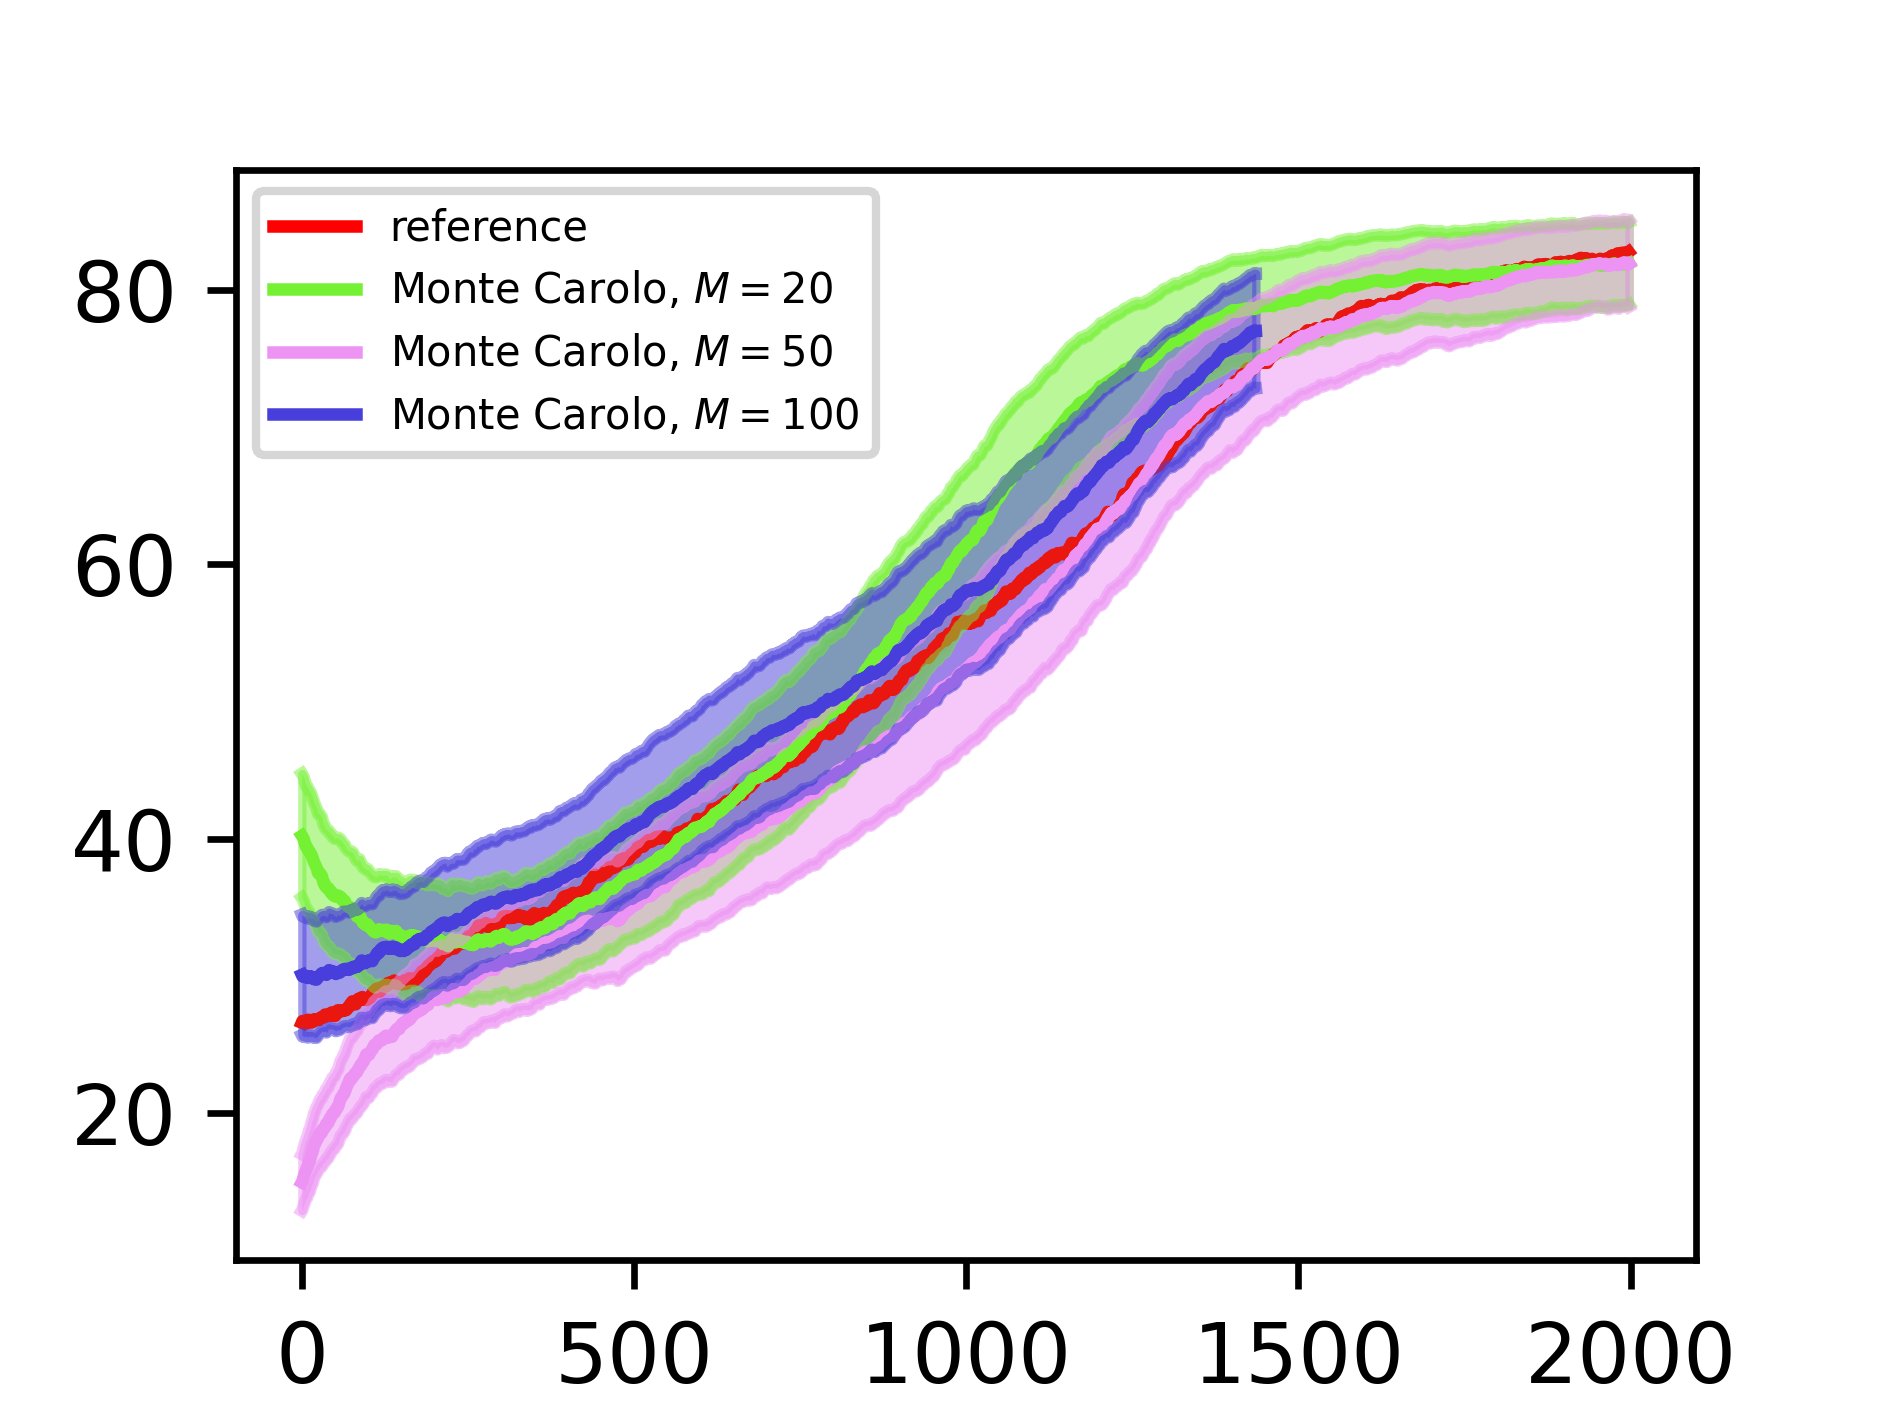 reference
Monte Carolo, M = 20
Monte Carolo, M = 50
Monte Carolo, M = 100
80
60
40
20
0 500 1000 1500 2000